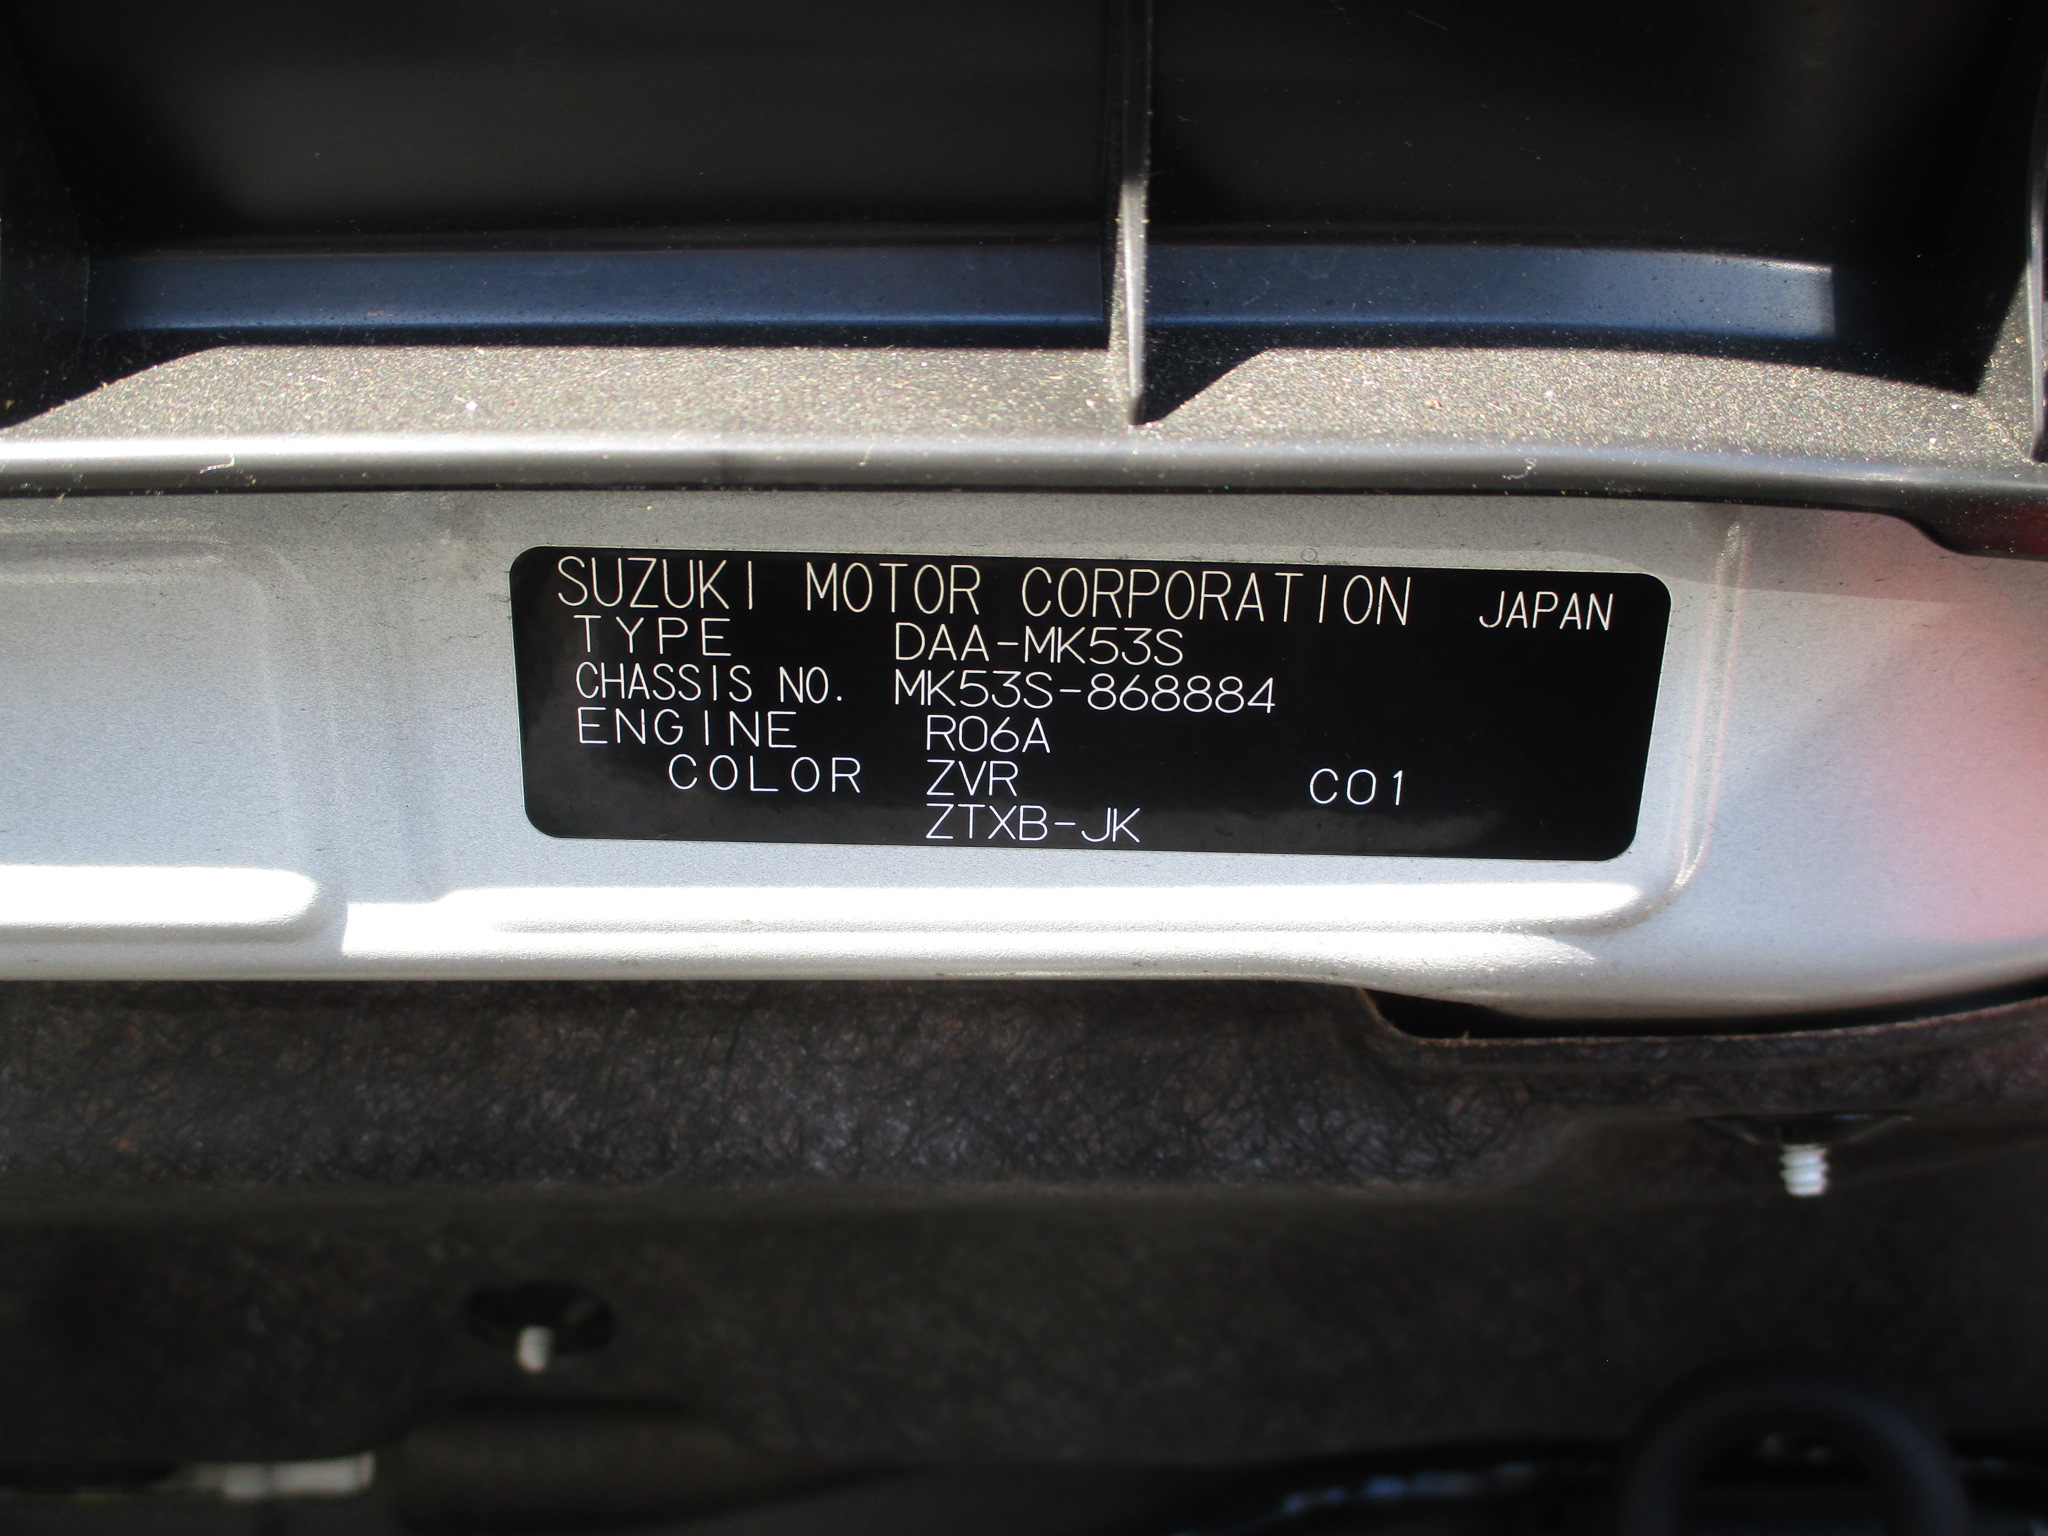 SUZUKI MOTOR CORPORATION JAPAN
TYPE DAA-MK53S
CHASSIS NO. MK53S-868884
ENGINE R06A
COLOR ZVR C01
ZTXB-JK